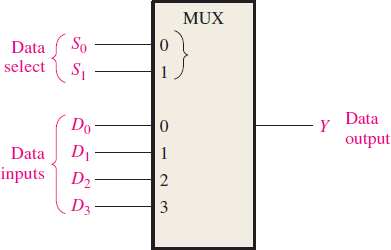 MUX
Data select
S0 0
S1 1
Data inputs
D0 0
D1 1
D2 2
D3 3
Y Data output